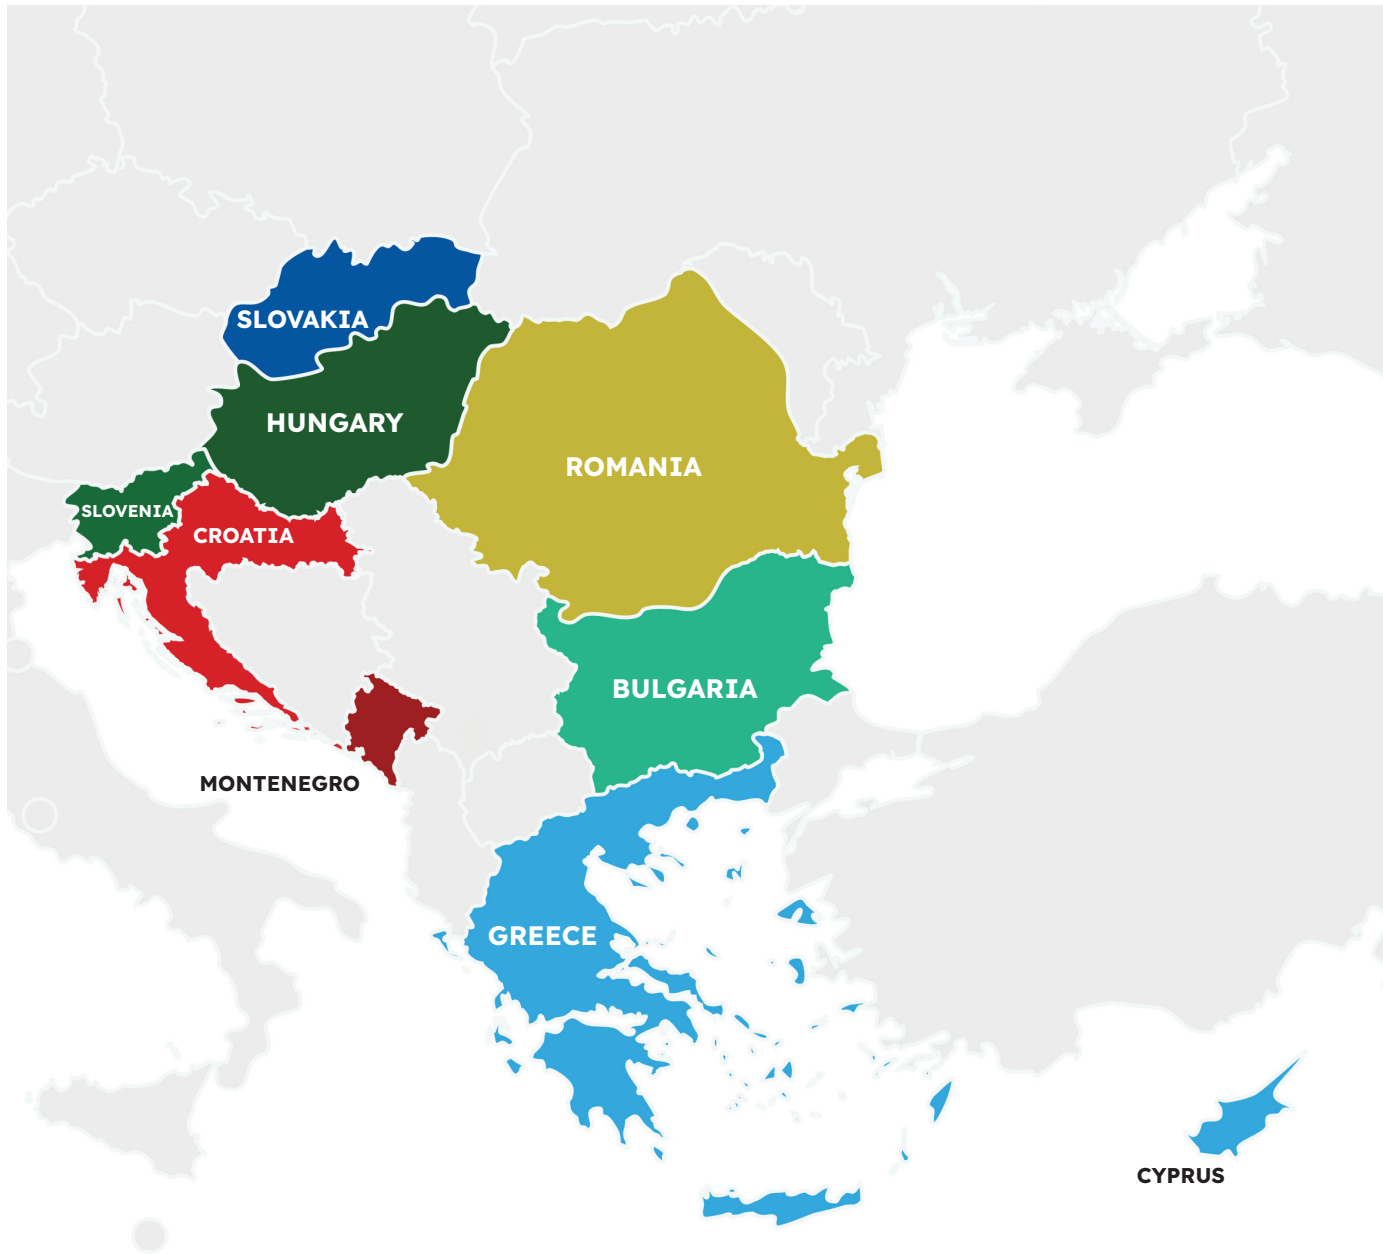 SLOVAKIA
HUNGARY
ROMANIA
SLOVENIA
CROATIA
BULGARIA
MONTENEGRO
GREECE
CYPRUS